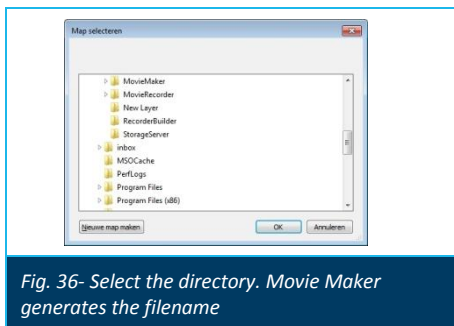 Map selecteren
MovieMaker
MovieRecorder
New Layer
RecorderBuilder
StorageServer
inbox
MSOCache
PerfLogs
Program Files
Program Files (x86)
Nieuwe map maken
OK
Annuleren
Fig. 36- Select the directory. Movie Maker
generates the filename